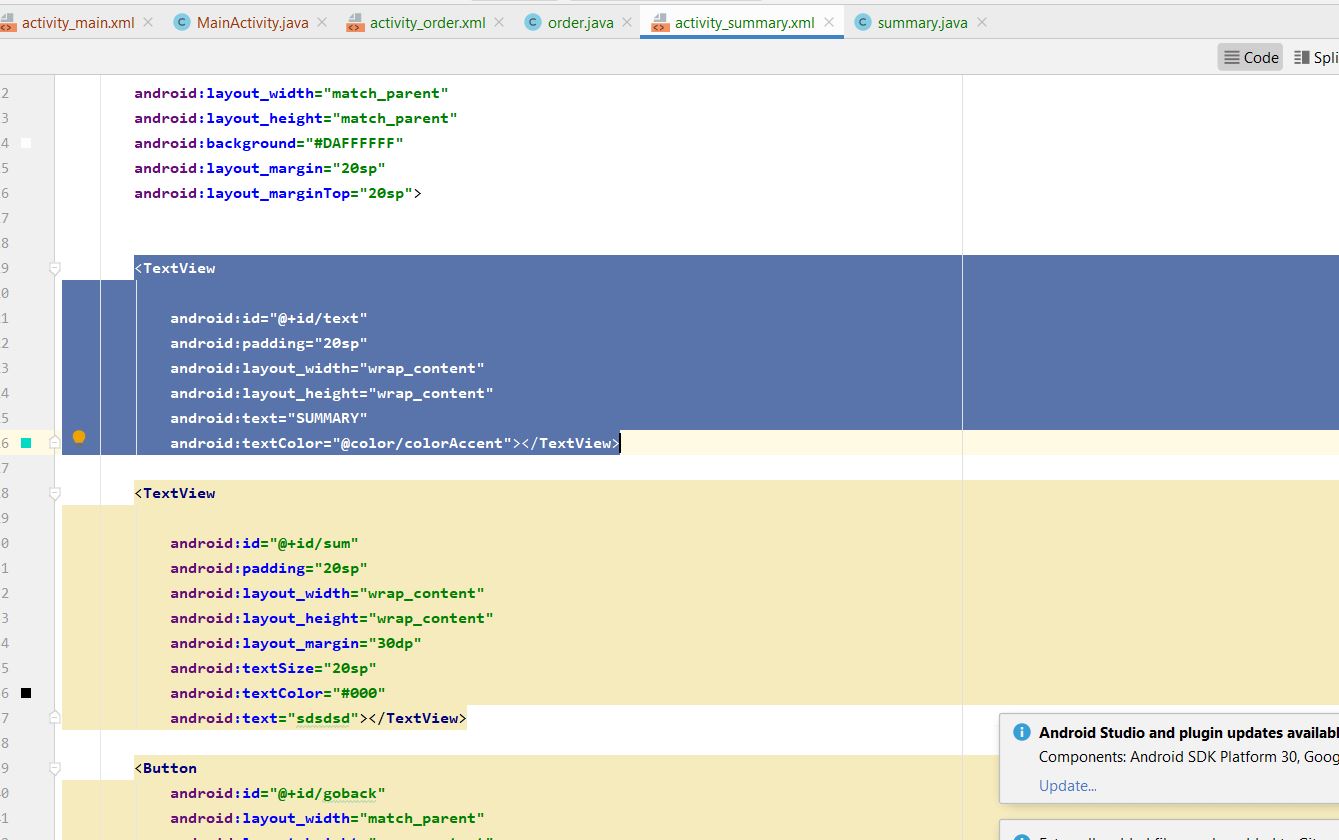 activity_main.xml MainActivity.java activity_order.xml order.java activity_summary.xml summary.java
Code Spli
2 android:layout_width="match_parent"
3 android:layout_height="match_parent"
4 android:background="#DAFFFFFF"
5 android:layout_margin="20sp"
6 android:layout_marginTop="20sp">
7
8
9 <TextView
0
1 android:id="@+id/text"
2 android:padding="20sp"
3 android:layout_width="wrap_content"
4 android:layout_height="wrap_content"
5 android:text="SUMMARY"
6 android:textColor="@color/colorAccent"></TextView>
7
8 <TextView
9
0 android:id="@+id/sum"
1 android:padding="20sp"
2 android:layout_width="wrap_content"
3 android:layout_height="wrap_content"
4 android:layout_margin="30dp"
5 android:textSize="20sp"
6 android:textColor="#000"
7 android:text="sdsdsd"></TextView>
8
9 <Button
0 android:id="@+id/goback"
1 android:layout_width="match_parent"
Android Studio and plugin updates availabl
Components: Android SDK Platform 30, Goog
Update...